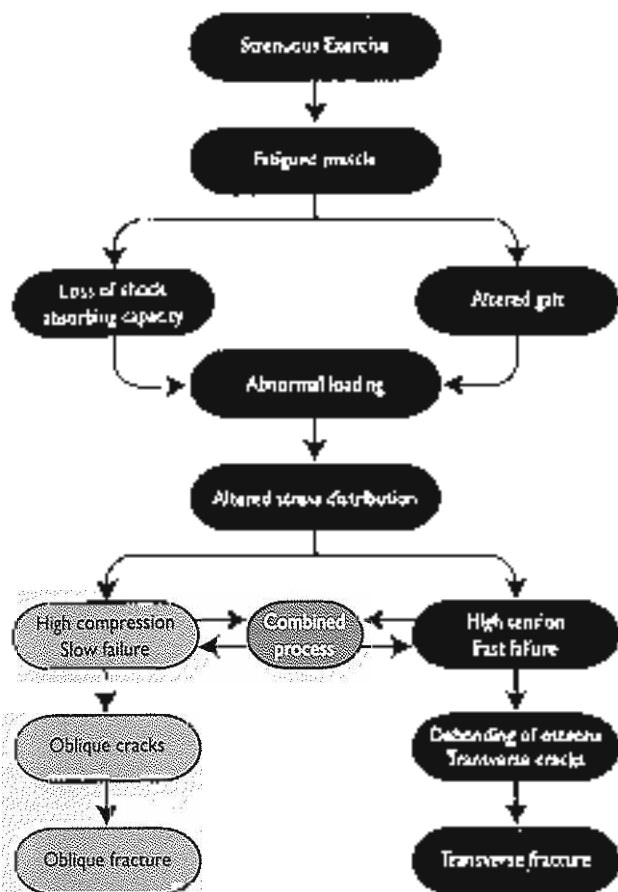 Strenuous Exercise
Fatigued muscle
Loss of shock
absorbing capacity
Altered gait
Abnormal loading
Altered stress distribution
High compression
Slow failure
Combined
process
High tension
Fast failure
Oblique cracks
Debonding of osteons
Transverse cracks
Oblique fracture
Transverse fracture